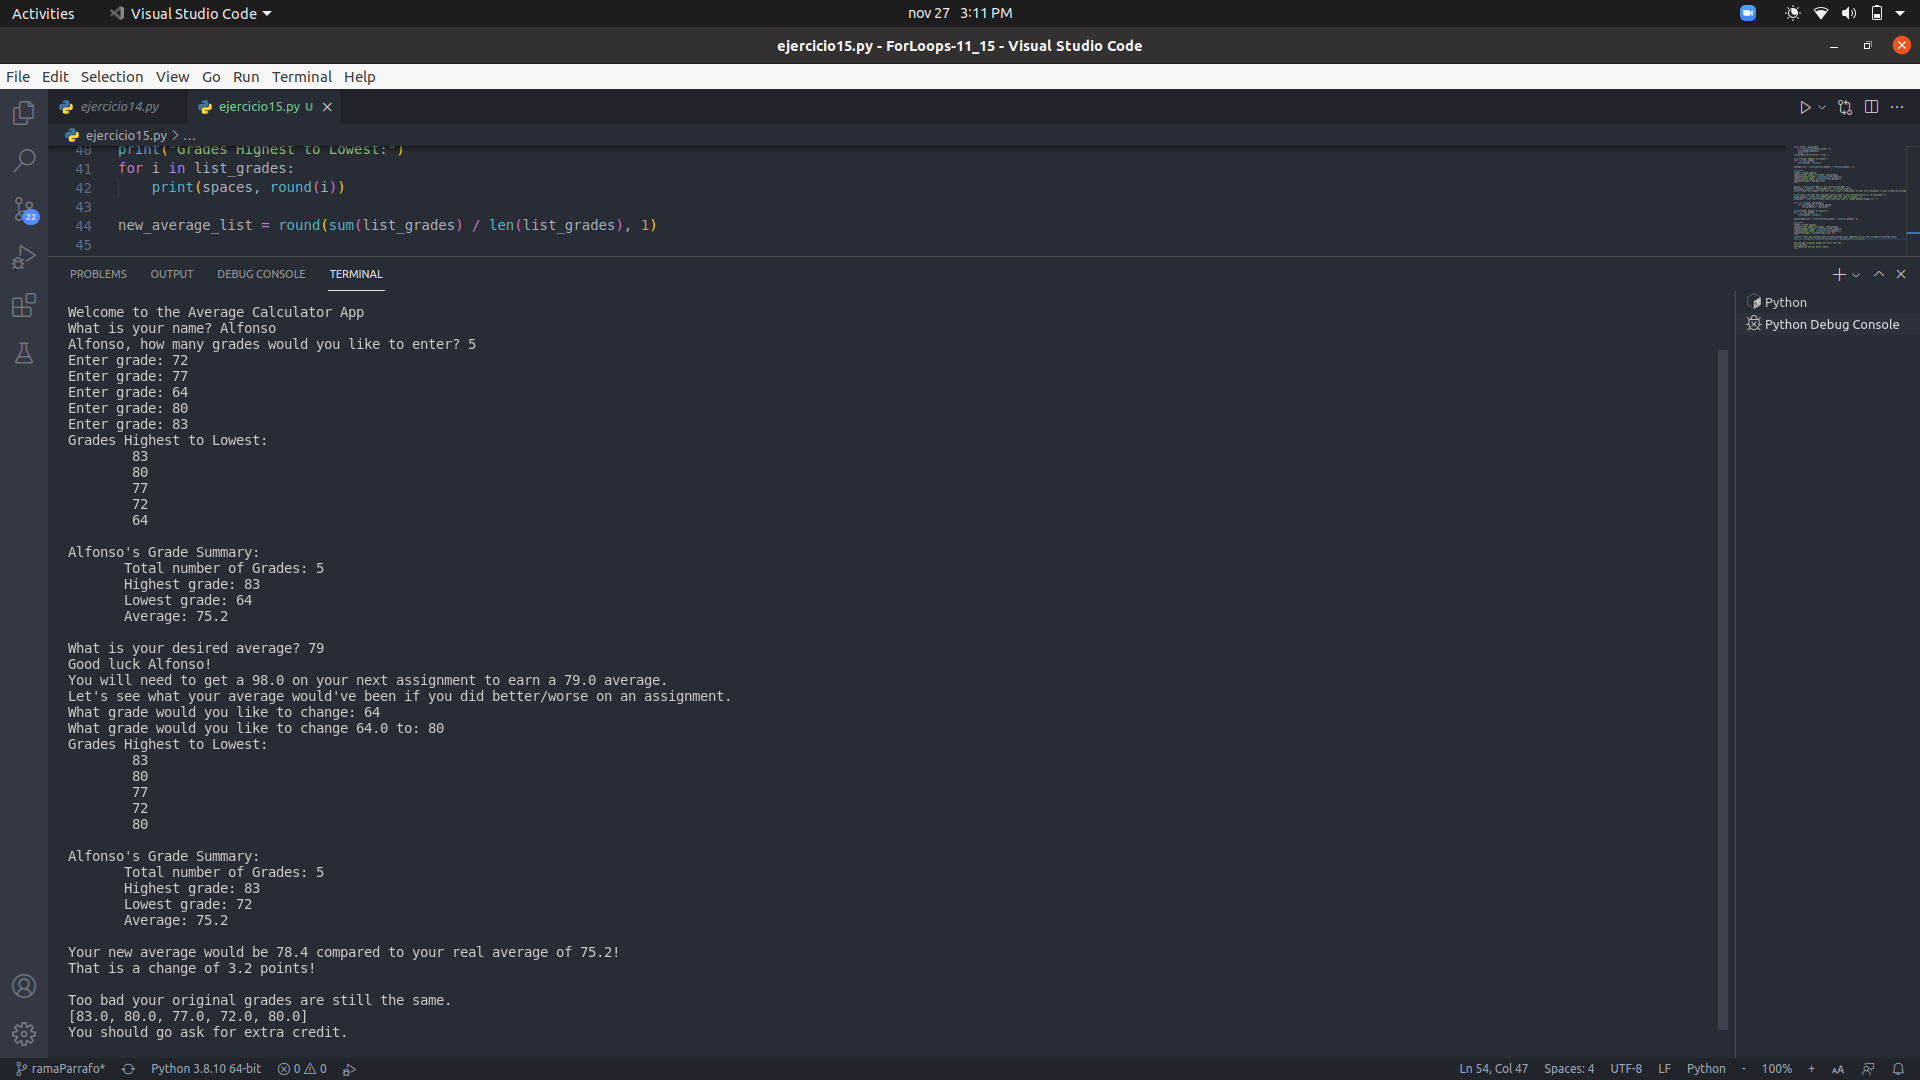 Activities
Visual Studio Code
nov 27 3:11 PM
ejercicio15.py - ForLoops-11_15 - Visual Studio Code
File Edit Selection View Go Run Terminal Help
ejercicio14.py
ejercicio15.py U
ejercicio15.py > ...
40 print("Grades Highest to Lowest:")
41 for i in list_grades:
42 print(spaces, round(i))
43
44 new_average_list = round(sum(list_grades) / len(list_grades), 1)
45
22
PROBLEMS OUTPUT DEBUG CONSOLE TERMINAL
Python
Python Debug Console
Welcome to the Average Calculator App
What is your name? Alfonso
Alfonso, how many grades would you like to enter? 5
Enter grade: 72
Enter grade: 77
Enter grade: 64
Enter grade: 80
Enter grade: 83
Grades Highest to Lowest:
83
80
77
72
64
Alfonso's Grade Summary:
Total number of Grades: 5
Highest grade: 83
Lowest grade: 64
Average: 75.2
What is your desired average? 79
Good luck Alfonso!
You will need to get a 98.0 on your next assignment to earn a 79.0 average.
Let's see what your average would've been if you did better/worse on an assignment.
What grade would you like to change: 64
What grade would you like to change 64.0 to: 80
Grades Highest to Lowest:
83
80
77
72
80
Alfonso's Grade Summary:
Total number of Grades: 5
Highest grade: 83
Lowest grade: 72
Average: 75.2
Your new average would be 78.4 compared to your real average of 75.2!
That is a change of 3.2 points!
Too bad your original grades are still the same.
[83.0, 80.0, 77.0, 72.0, 80.0]
You should go ask for extra credit.
ramaParrafo* Python 3.8.10 64-bit 0 0 Ln 54, Col 47 Spaces: 4 UTF-8 LF Python - 100% + AA